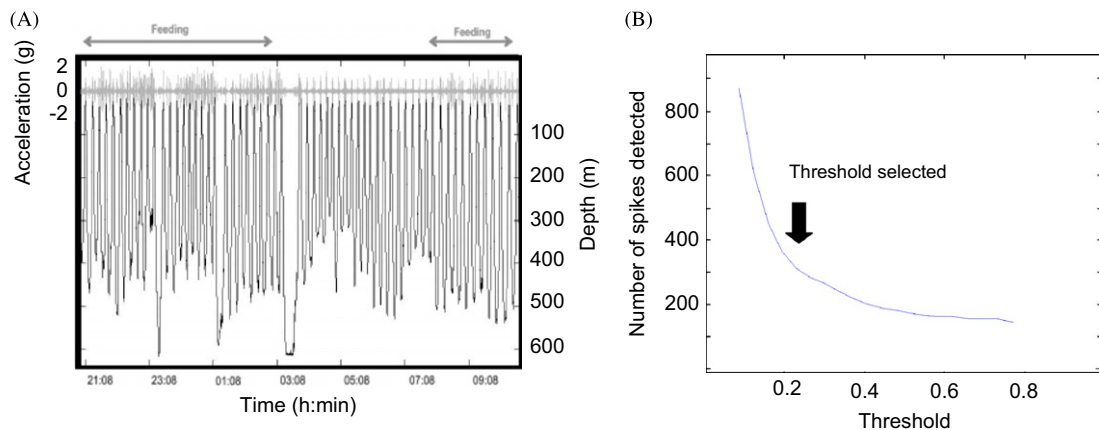 (A)
Feeding
Feeding
Acceleration (g)
2
0
-2
100
200
300
400
500
600
Depth (m)
21:08 23:08 01:08 03:08 05:08 07:08 09:08
Time (h:min)
(B)
Number of spikes detected
800
600
400
200
Threshold selected
0.2 0.4 0.6 0.8
Threshold